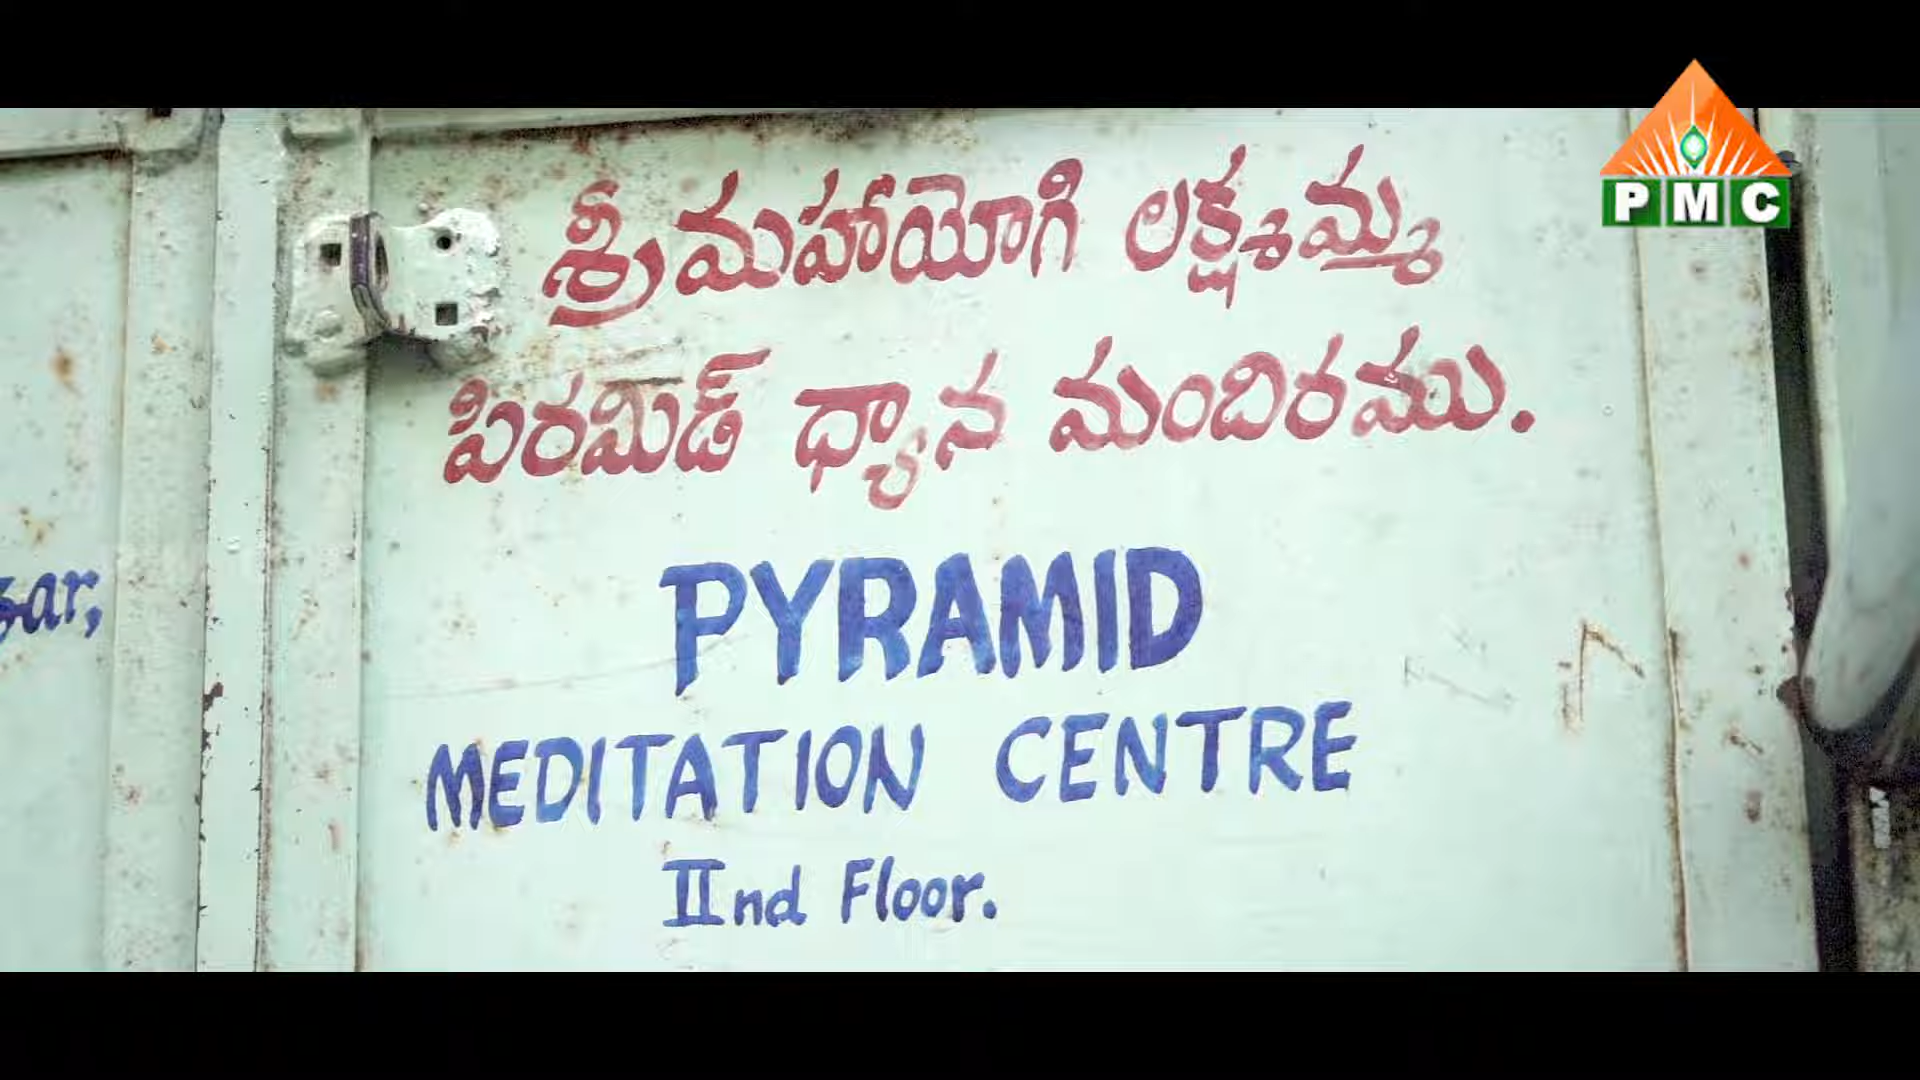 PMC
శ్రీమహాయోగి లక్ష్మమ్మ
పిరమిడ్ ధ్యాన మందిరము.
PYRAMID
MEDITATION CENTRE
IInd Floor.